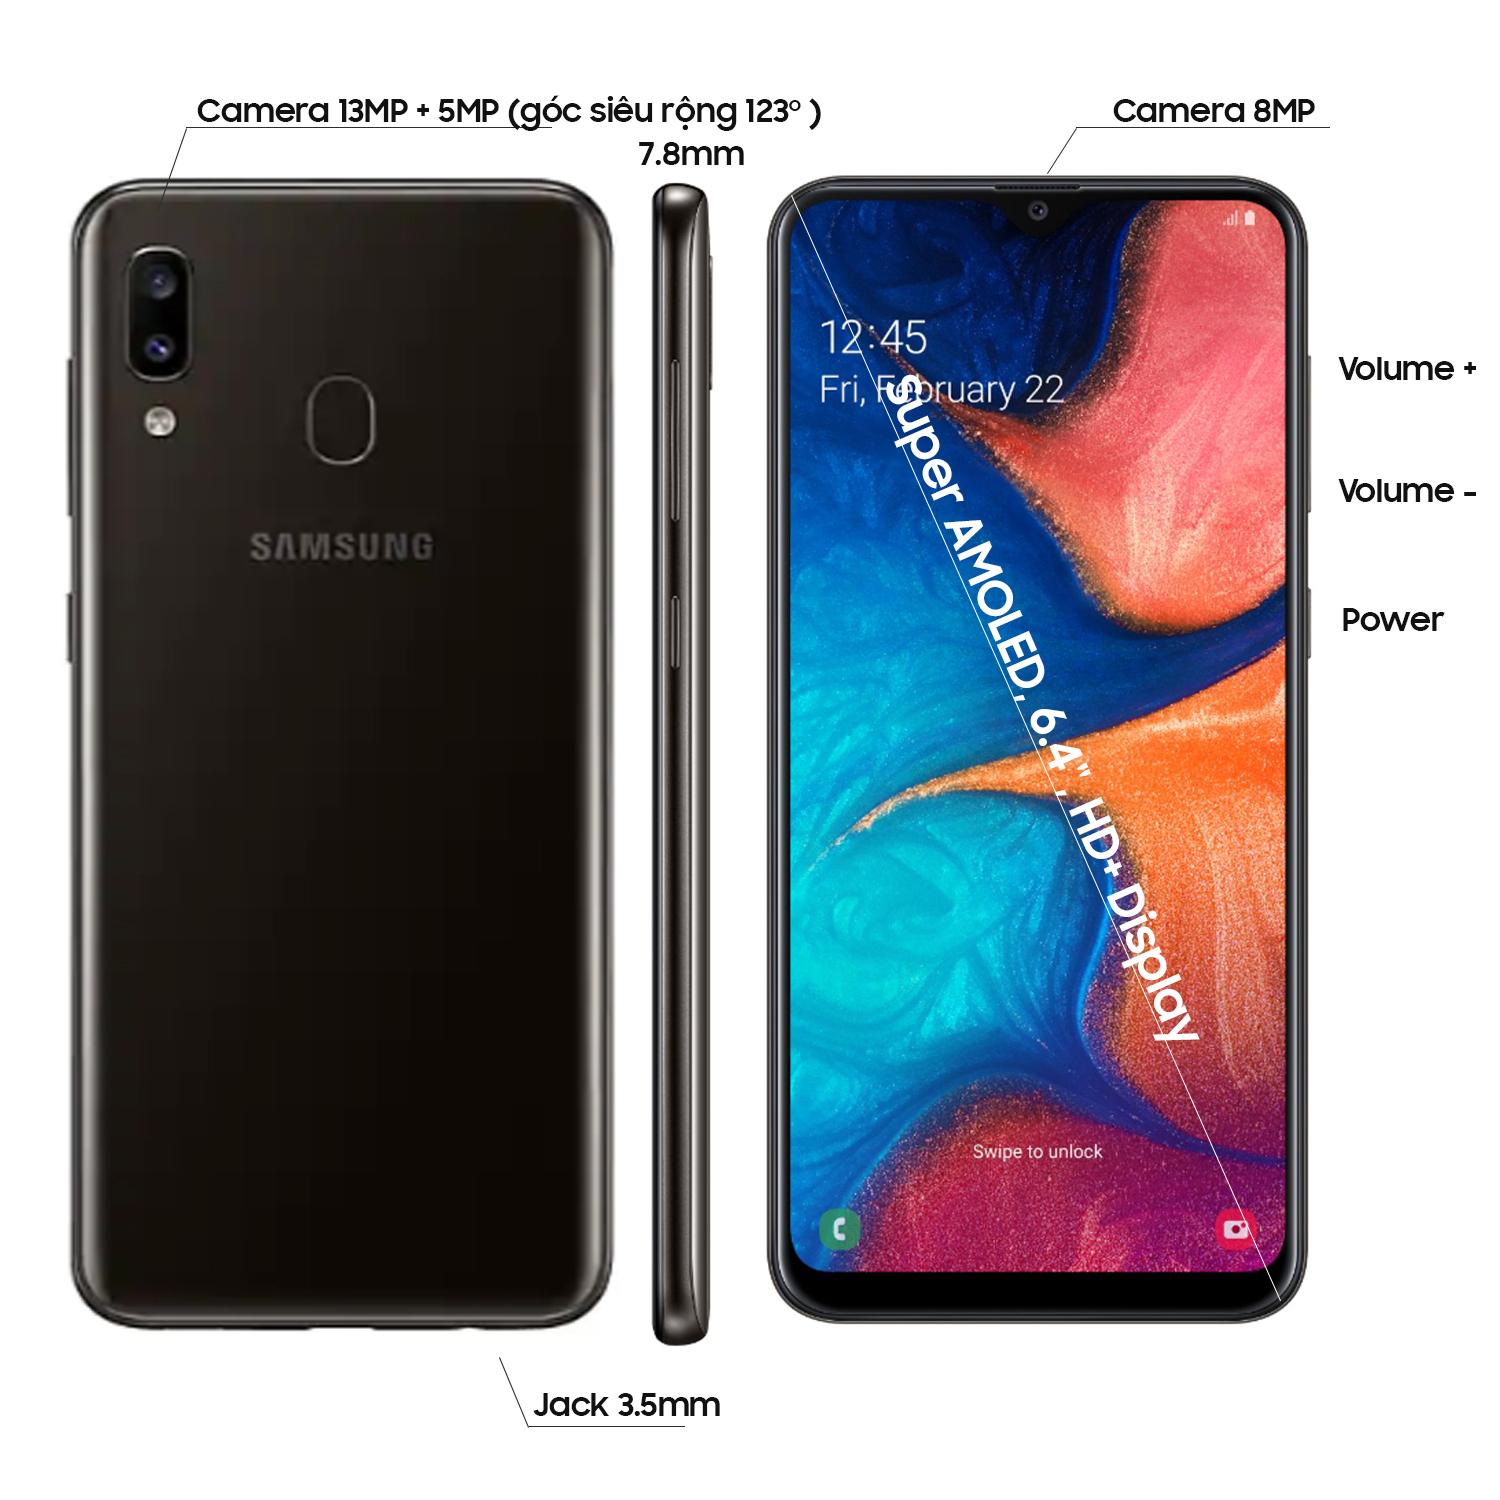 Camera 13MP + 5MP (góc siêu rộng 123° )
7.8mm
Camera 8MP
SAMSUNG
12:45
Fri, February 22
Super AMOLED, 6.4", HD+ Display
Swipe to unlock
Volume +
Volume -
Power
Jack 3.5mm